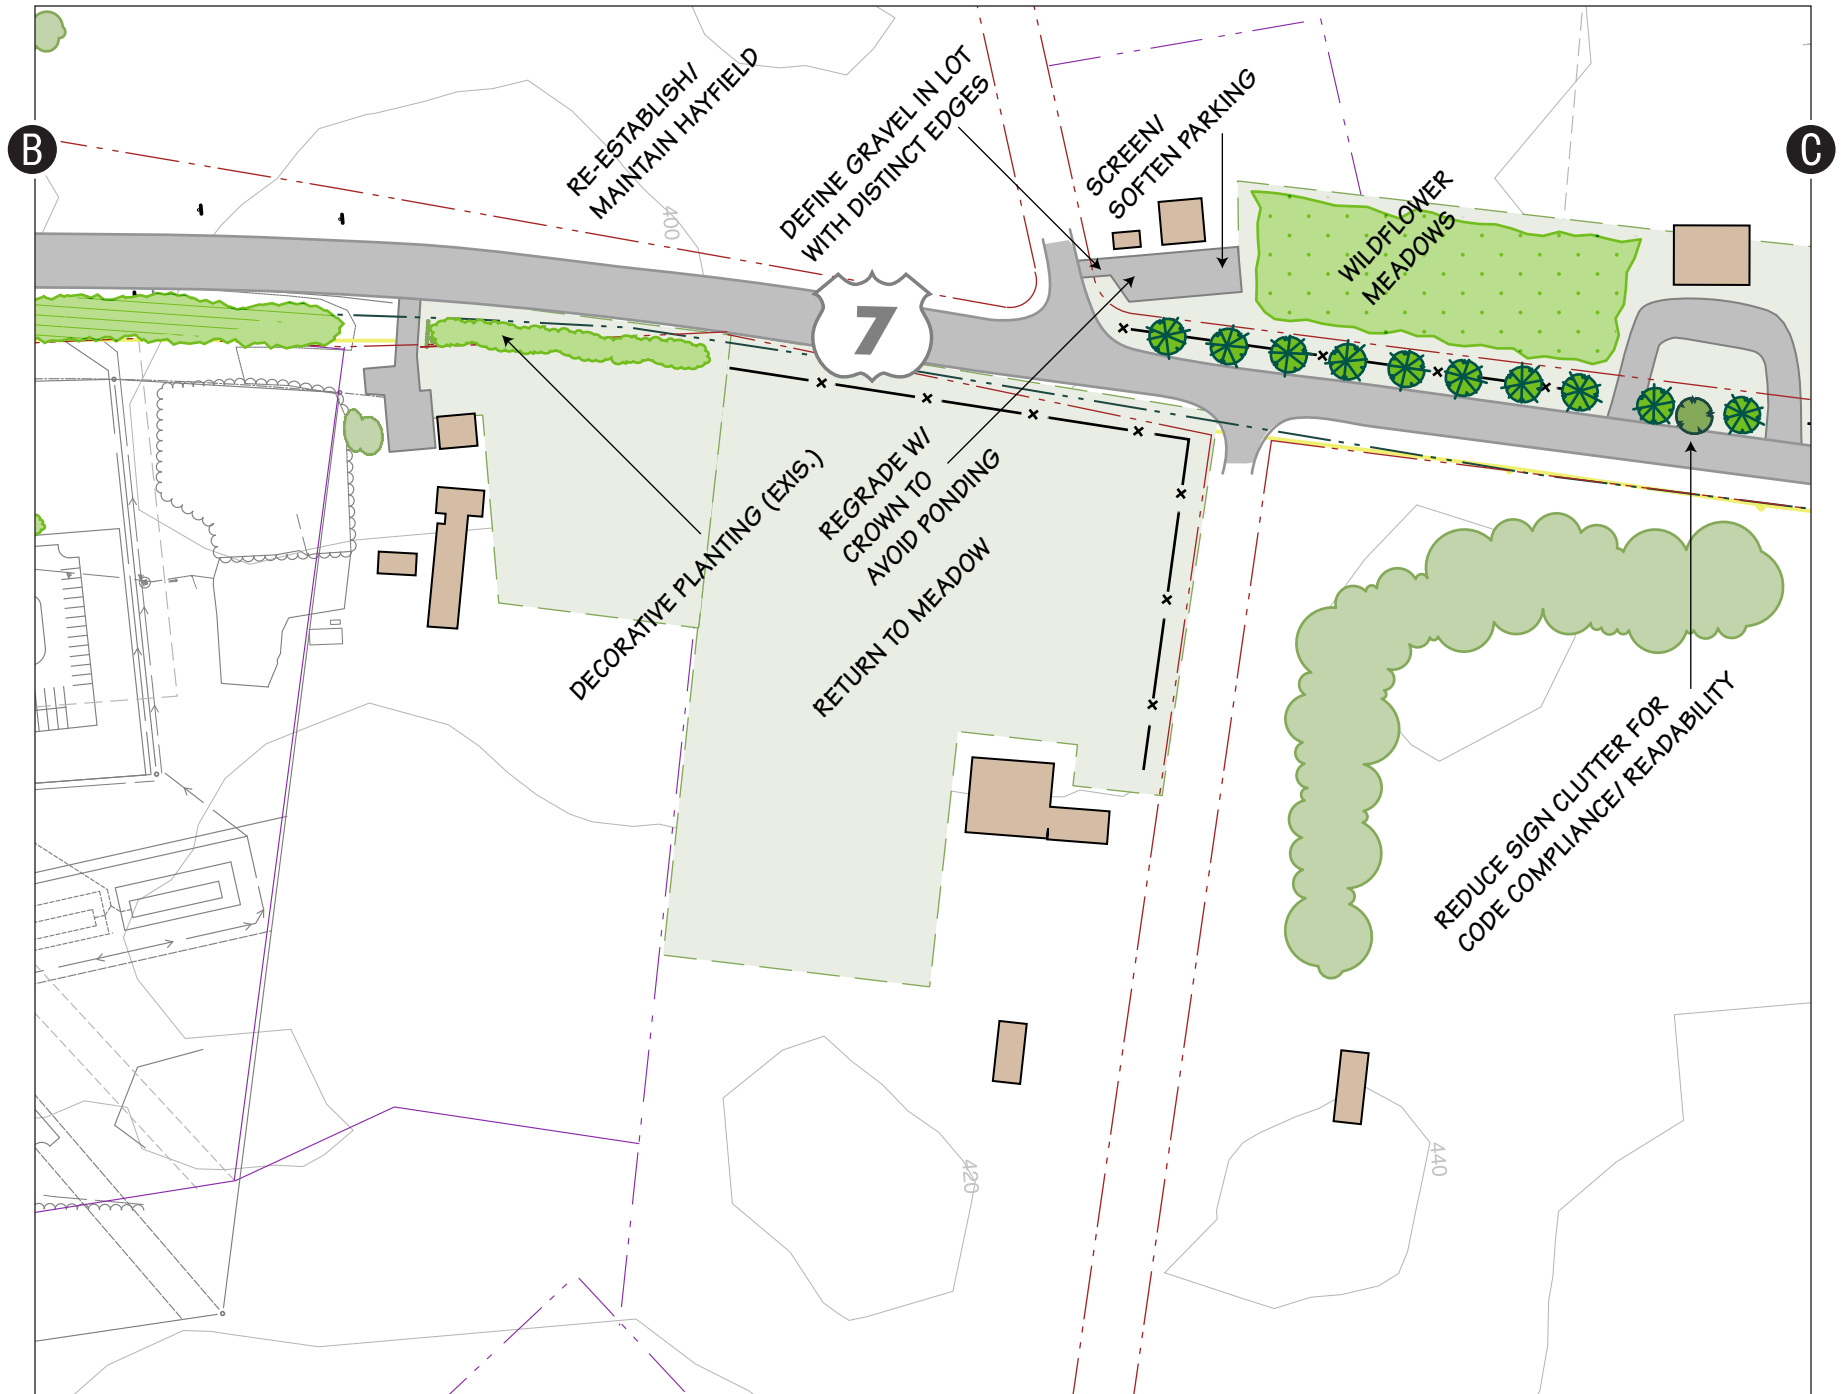 RE-ESTABLISH/
MAINTAIN HAYFIELD
DEFINE GRAVEL IN LOT
WITH DISTINCT EDGES
SCREEN/
SOFTEN PARKING
B
C
WILDFLOWER
MEADOWS
400
7
DECORATIVE PLANTING (EXIS.)
REGRADE W/
CROWN TO
AVOID PONDING
RETURN TO MEADOW
REDUCE SIGN CLUTTER FOR
CODE COMPLIANCE/ READABILITY
420
440